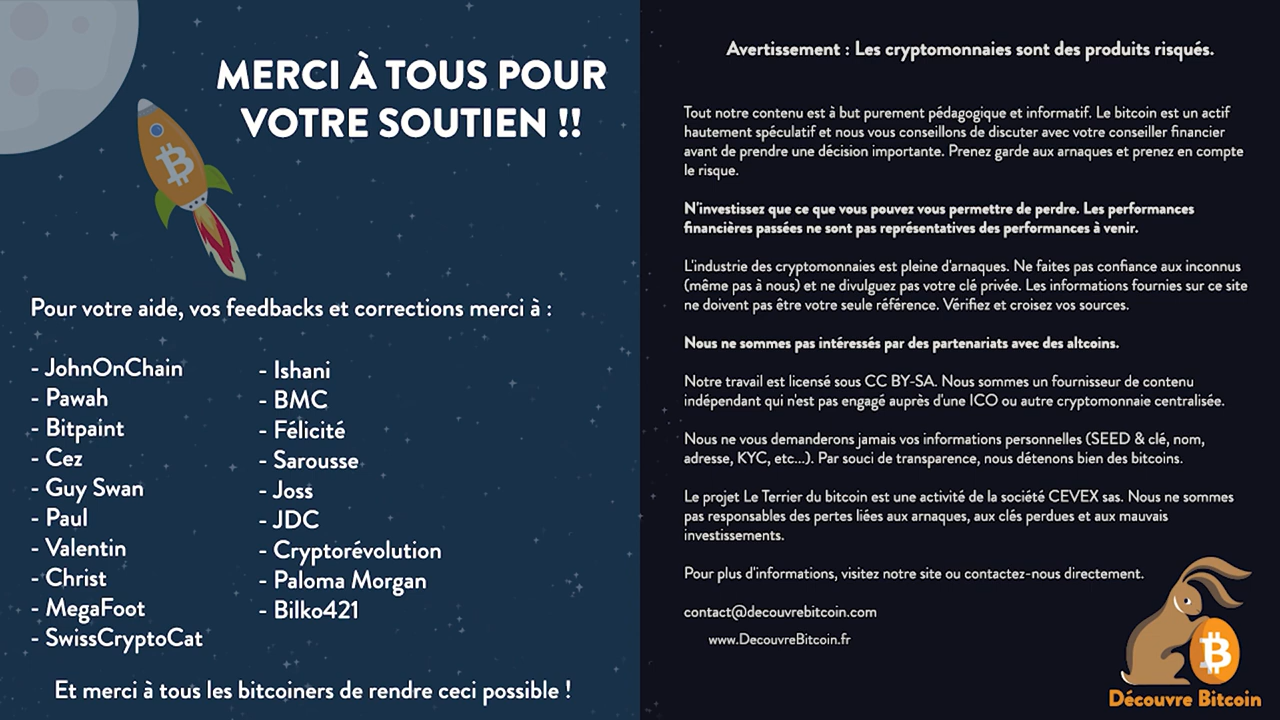 MERCI À TOUS POUR
VOTRE SOUTIEN !!
Pour votre aide, vos feedbacks et corrections merci à :
- JohnOnChain
- Pawah
- Bitpaint
- Cez
- Guy Swan
- Paul
- Valentin
- Christ
- MegaFoot
- SwissCryptoCat
- Ishani
- BMC
- Félicité
- Sarousse
- Joss
- JDC
- Cryptorévolution
- Paloma Morgan
- Bilko421
Et merci à tous les bitcoiners de rendre ceci possible !
Avertissement : Les cryptomonnaies sont des produits risqués.
Tout notre contenu est à but purement pédagogique et informatif. Le bitcoin est un actif
hautement spéculatif et nous vous conseillons de discuter avec votre conseiller financier
avant de prendre une décision importante. Prenez garde aux arnaques et prenez en compte
le risque.
N'investissez que ce que vous pouvez vous permettre de perdre. Les performances
financières passées ne sont pas représentatives des performances à venir.
L'industrie des cryptomonnaies est pleine d'arnaques. Ne faites pas confiance aux inconnus
(même pas à nous) et ne divulguez pas votre clé privée. Les informations fournies sur ce site
ne doivent pas être votre seule référence. Vérifiez et croisez vos sources.
Nous ne sommes pas intéressés par des partenariats avec des altcoins.
Notre travail est licensé sous CC BY-SA. Nous sommes un fournisseur de contenu
indépendant qui n'est pas engagé auprès d'une ICO ou autre cryptomonnaie centralisée.
Nous ne vous demanderons jamais vos informations personnelles (SEED & clé, nom,
adresse, KYC, etc...). Par souci de transparence, nous détenons bien des bitcoins.
Le projet Le Terrier du bitcoin est une activité de la société CEVEX sas. Nous ne sommes
pas responsables des pertes liées aux arnaques, aux clés perdues et aux mauvais
investissements.
Pour plus d'informations, visitez notre site ou contactez-nous directement.
contact@decouvrebitcoin.com
www.DecouvreBitcoin.fr
Découvre Bitcoin